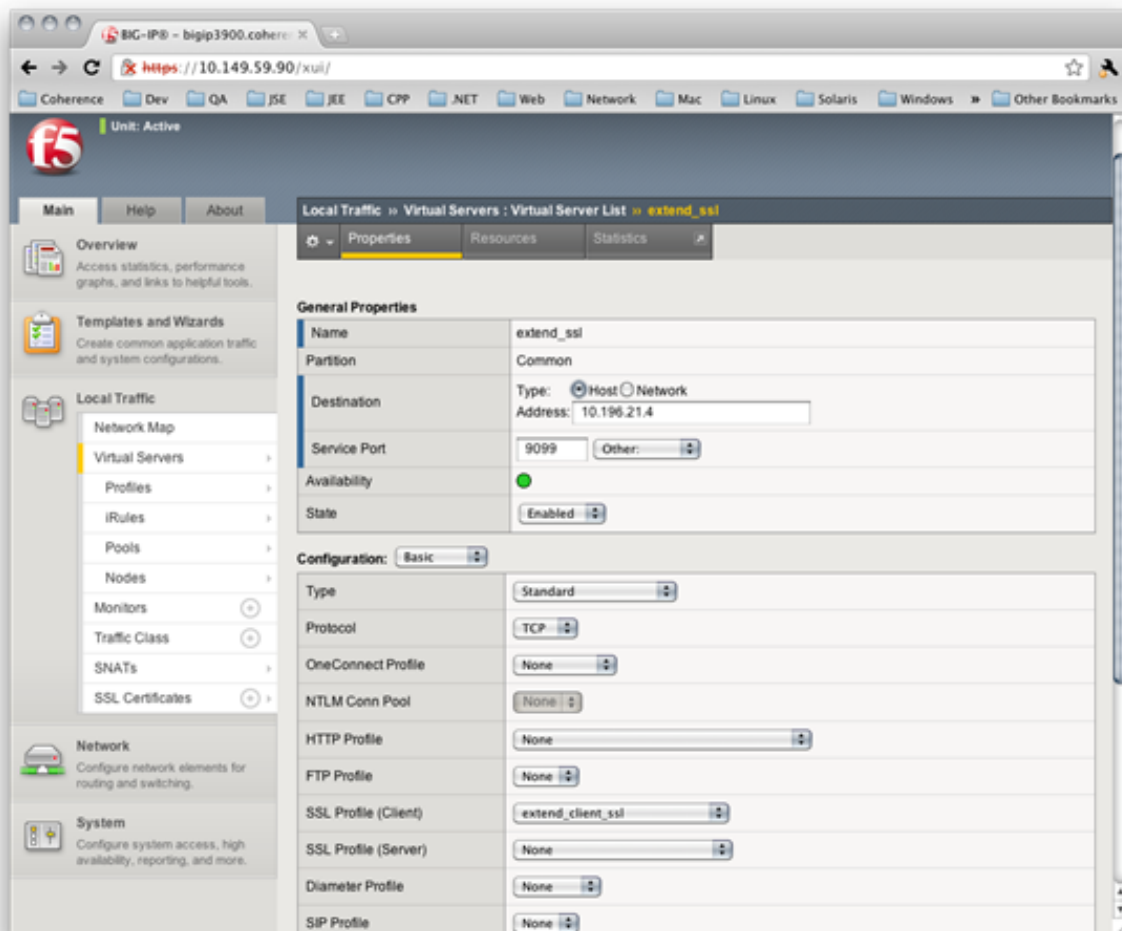 BIG-IP® - bigip3900.coheren
https://10.149.59.90/xui/
Coherence Dev QA JSE JEE CPP .NET Web Network Mac Linux Solaris Windows » Other Bookmarks
f5
Unit: Active
Main Help About
Local Traffic » Virtual Servers : Virtual Server List » extend_ssl
Properties Resources Statistics
Overview
Access statistics, performance
graphs, and links to helpful tools.
Templates and Wizards
Create common application traffic
and system configurations.
Local Traffic
Network Map
Virtual Servers
Profiles
iRules
Pools
Nodes
Monitors
Traffic Class
SNATs
SSL Certificates
Network
Configure network elements for
routing and switching.
System
Configure system access, high
availability, reporting, and more.
General Properties
Name extend_ssl
Partition Common
Destination
Type: Host Network
Address: 10.196.21.4
Service Port 9099 Other:
Availability
State Enabled
Configuration: Basic
Type Standard
Protocol TCP
OneConnect Profile None
NTLM Conn Pool None
HTTP Profile None
FTP Profile None
SSL Profile (Client) extend_client_ssl
SSL Profile (Server) None
Diameter Profile None
SIP Profile None